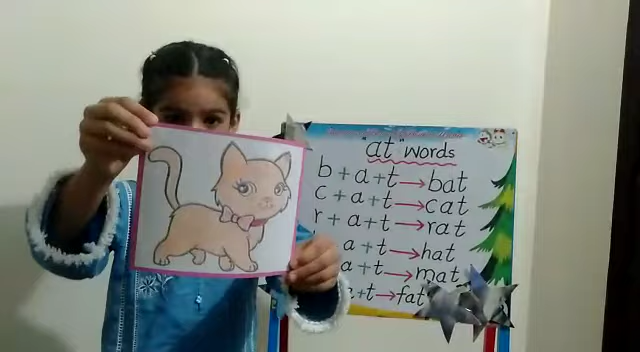 "at" words
b+a+t→bat
c+a+t→cat
r+a+t→rat
a+t→hat
a+t→mat
+t→fat